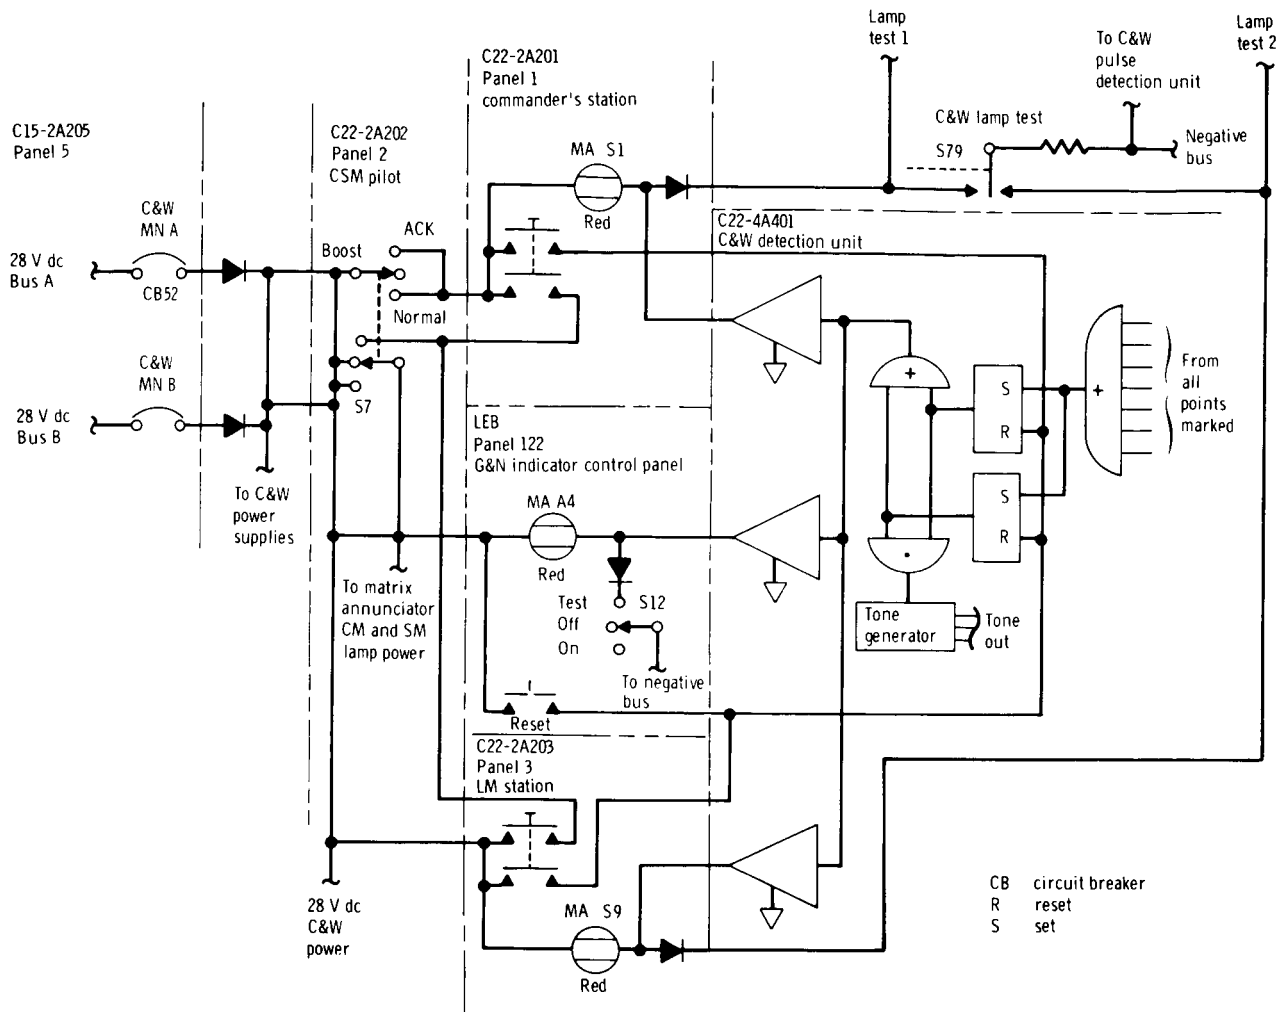 Lamp
test 1
Lamp
test 2
To C&W
pulse
detection unit
C22-2A201
Panel 1
commander's station
C15-2A205
Panel 5
C22-2A202
Panel 2
CSM pilot
C&W lamp test
S79
Negative
bus
MA S1
Red
C22-4A401
C&W detection unit
C&W
MN A
28 V dc
Bus A
CB52
Boost
ACK
Normal
C&W
MN B
S7
28 V dc
Bus B
To C&W
power
supplies
LEB
Panel 122
G&N indicator control panel
MA A4
Red
+
S
R
+
From
all
points
marked
S
R
.
To matrix
annunciator
CM and SM
lamp power
Test
Off
On
S12
To negative
bus
Tone
generator
Tone
out
Reset
C22-2A203
Panel 3
LM station
28 V dc
C&W
power
MA S9
Red
CB circuit breaker
R reset
S set